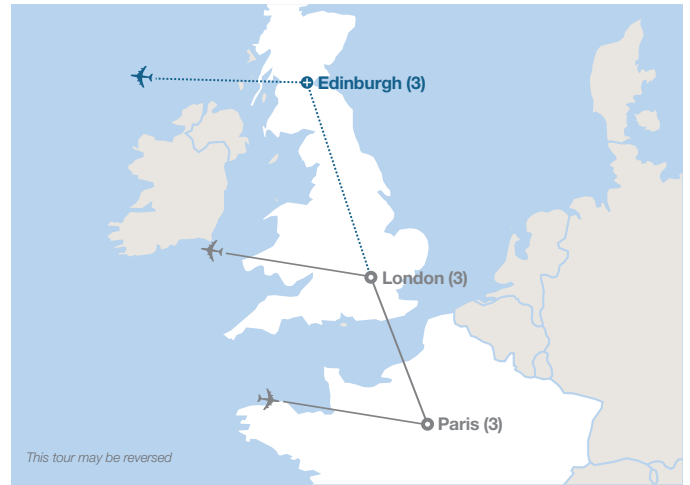 Edinburgh (3)
London (3)
Paris (3)
This tour may be reversed